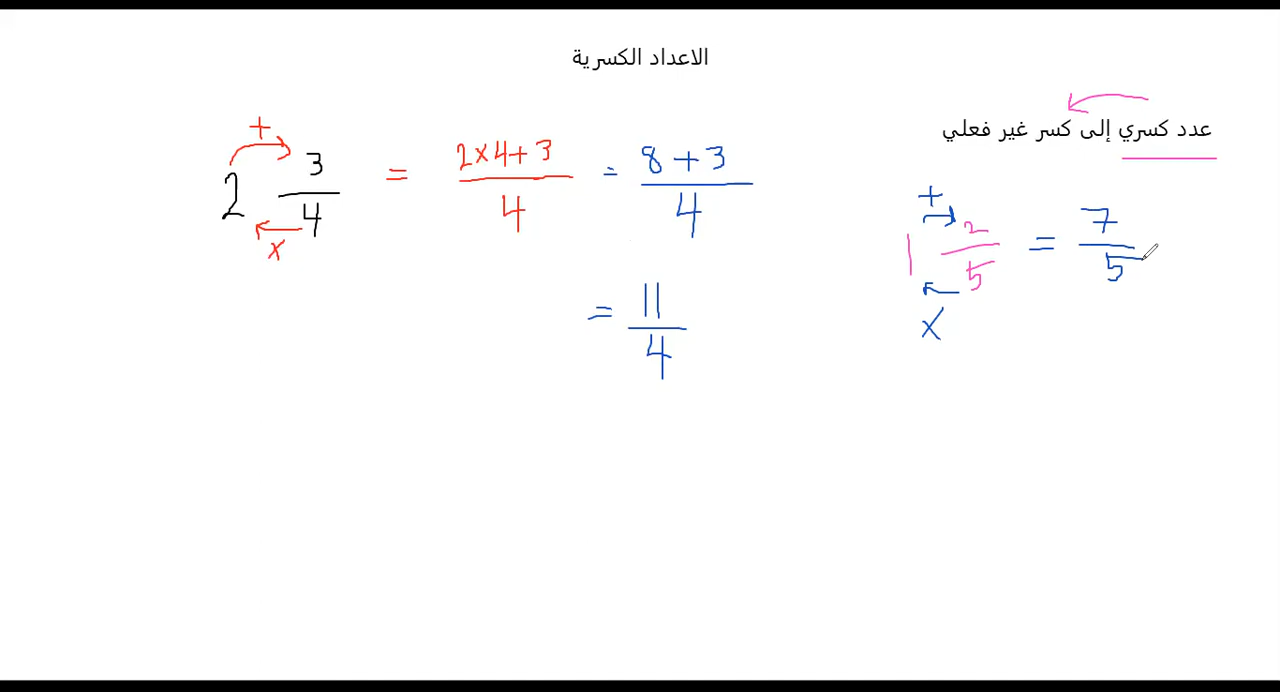 الاعداد الكسرية
عدد كسري إلى كسر غير فعلي
2 3/4 = 2×4+3/4 = 8+3/4
+
×
= 11/4
1 2/5 = 7/5
+
×